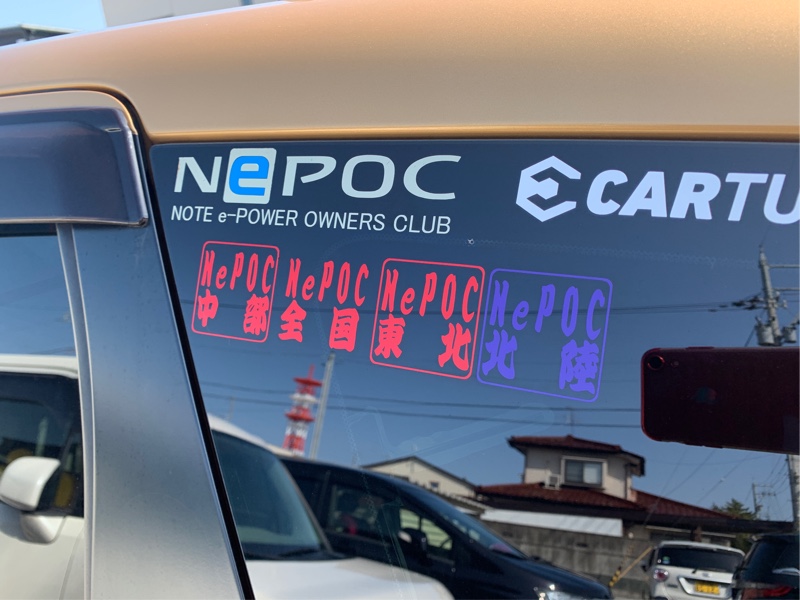 NePOC
NOTE e-POWER OWNERS CLUB
CARTU
NePOC
中部
NePOC
全国
NePOC
東北
NePOC
北陸